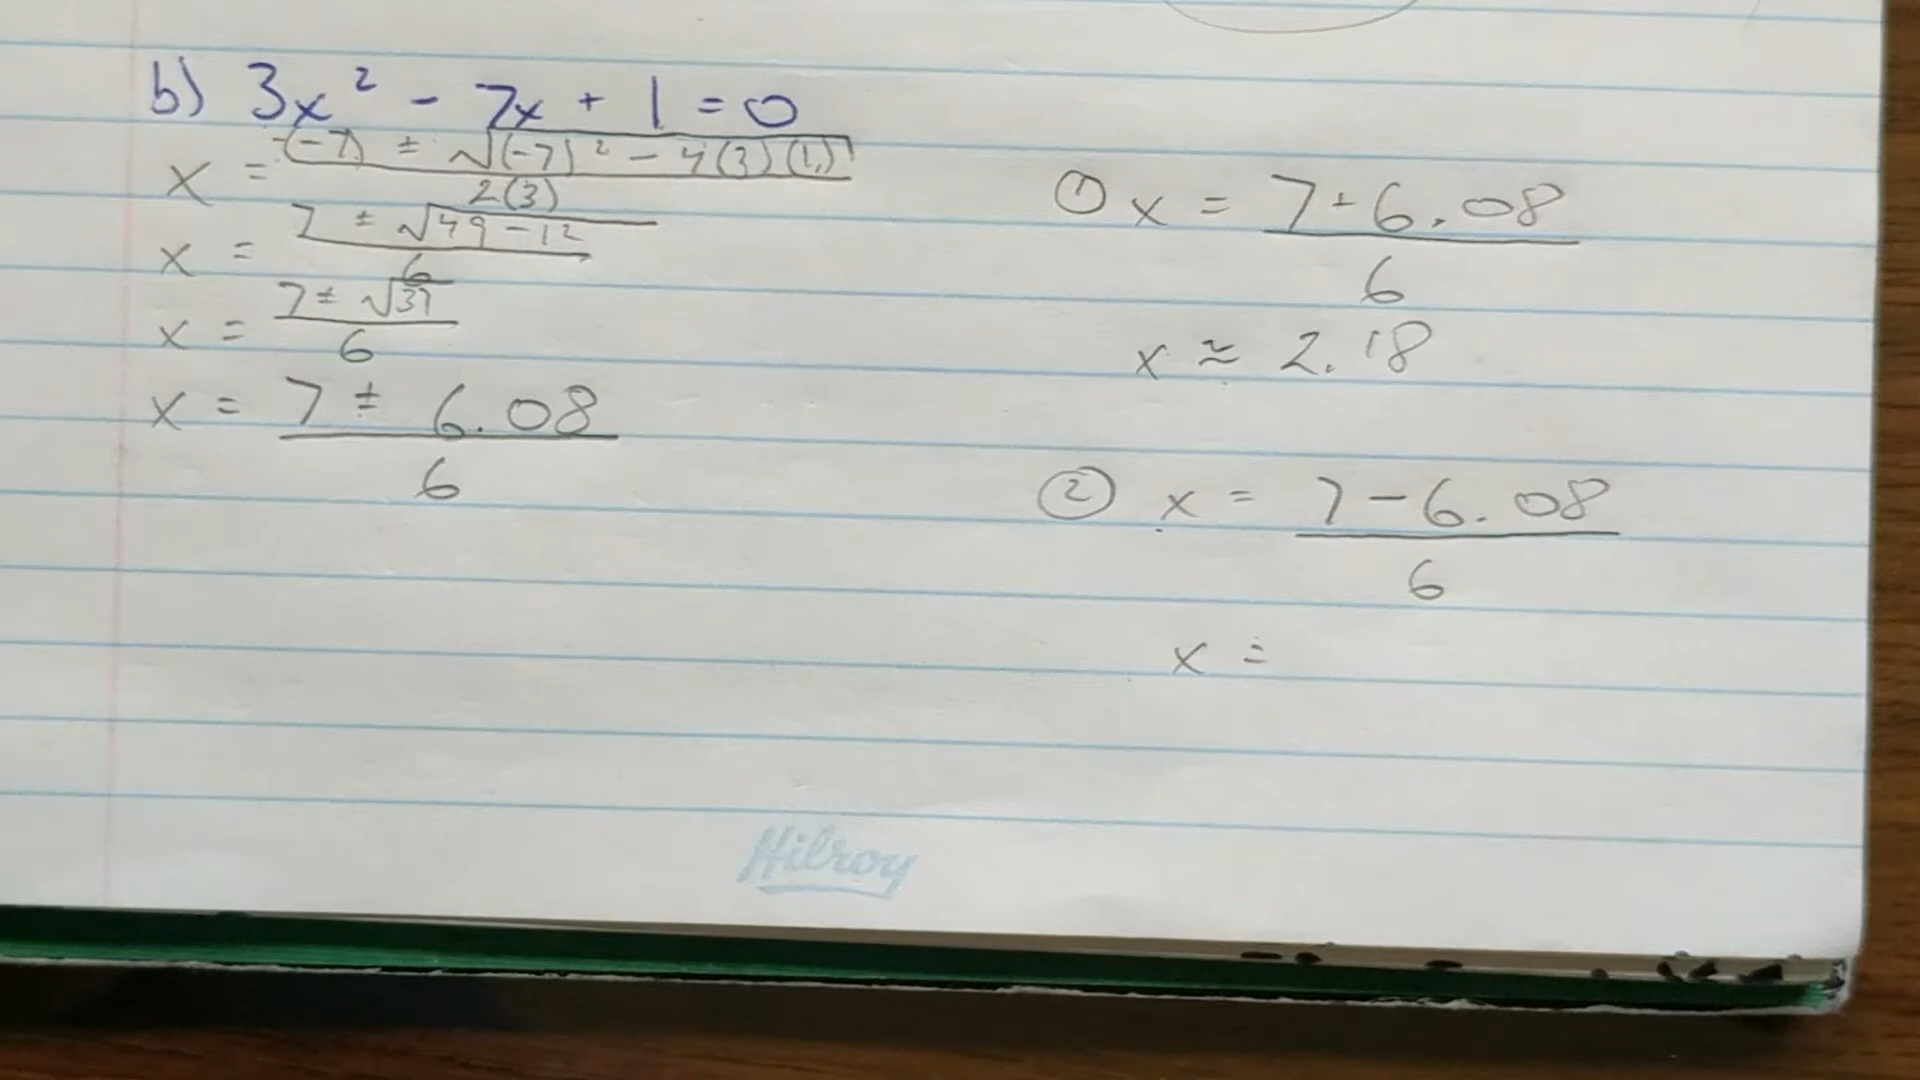 b) 3x² - 7x + 1 = 0
x = -(-7) ± √(-7)² - 4(3)(1)
2(3)
x = 7 ± √49 - 12
6
x = 7 ± √37
6
x = 7 ± 6.08
6
① x = 7 + 6.08
6
x ≈ 2.18
② x = 7 - 6.08
6
x =
Hilroy